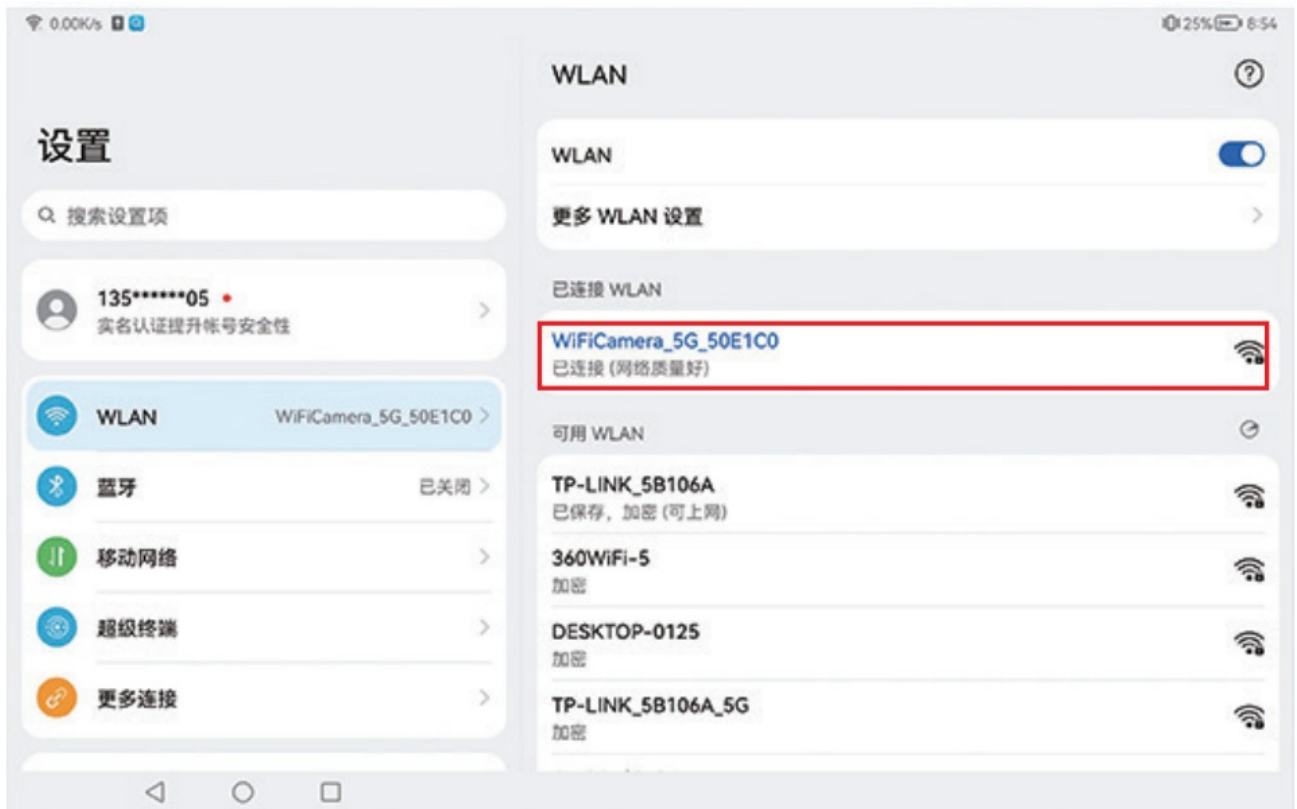 0.00K/s
25% 8:54
设置
搜索设置项
135******05
实名认证提升帐号安全性
WLAN WiFiCamera_5G_50E1C0
蓝牙 已关闭
移动网络
超级终端
更多连接
WLAN
WLAN
更多 WLAN 设置
已连接 WLAN
WiFiCamera_5G_50E1C0
已连接 (网络质量好)
可用 WLAN
TP-LINK_5B106A
已保存，加密 (可上网)
360WiFi-5
加密
DESKTOP-0125
加密
TP-LINK_5B106A_5G
加密